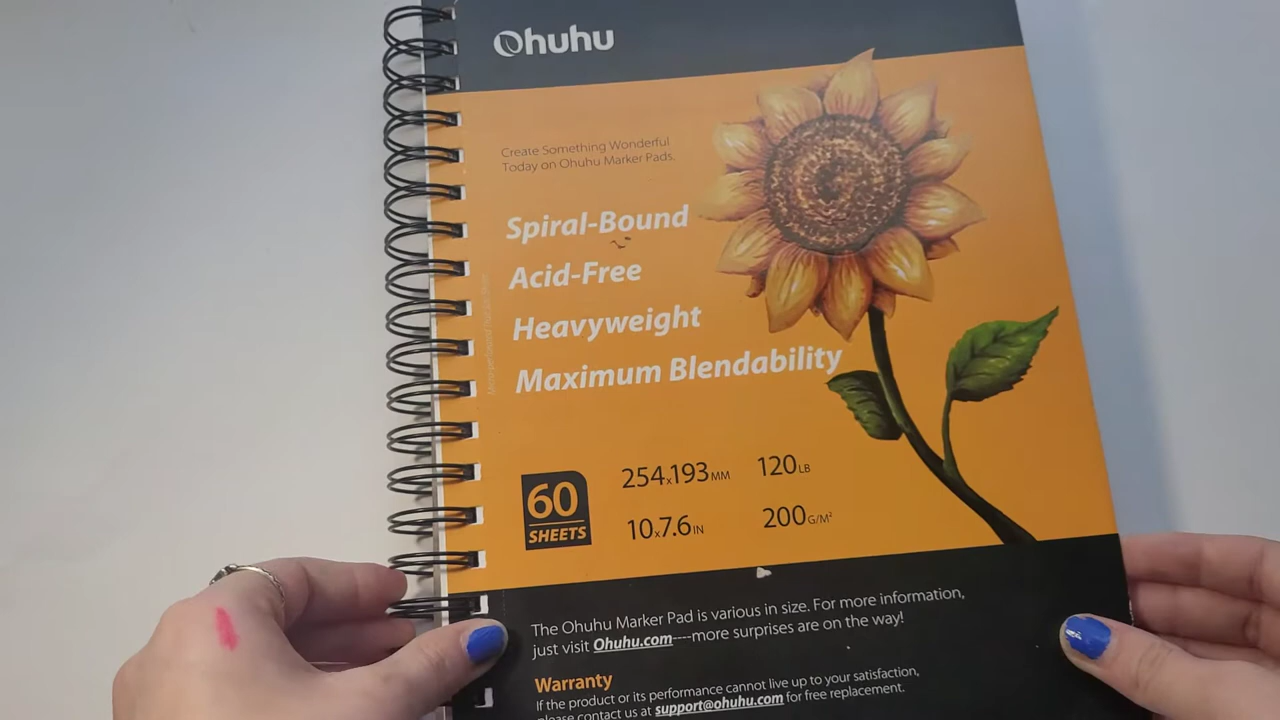 Ohuhu
Create Something Wonderful
Today on Ohuhu Marker Pads.
Spiral-Bound
Acid-Free
Heavyweight
Maximum Blendability
60
SHEETS
254x193MM
120LB
10x7.6IN
200G/M²
The Ohuhu Marker Pad is various in size. For more information,
just visit Ohuhu.com----more surprises are on the way!
Warranty
If the product or its performance cannot live up to your satisfaction,
please contact us at support@ohuhu.com for free replacement.